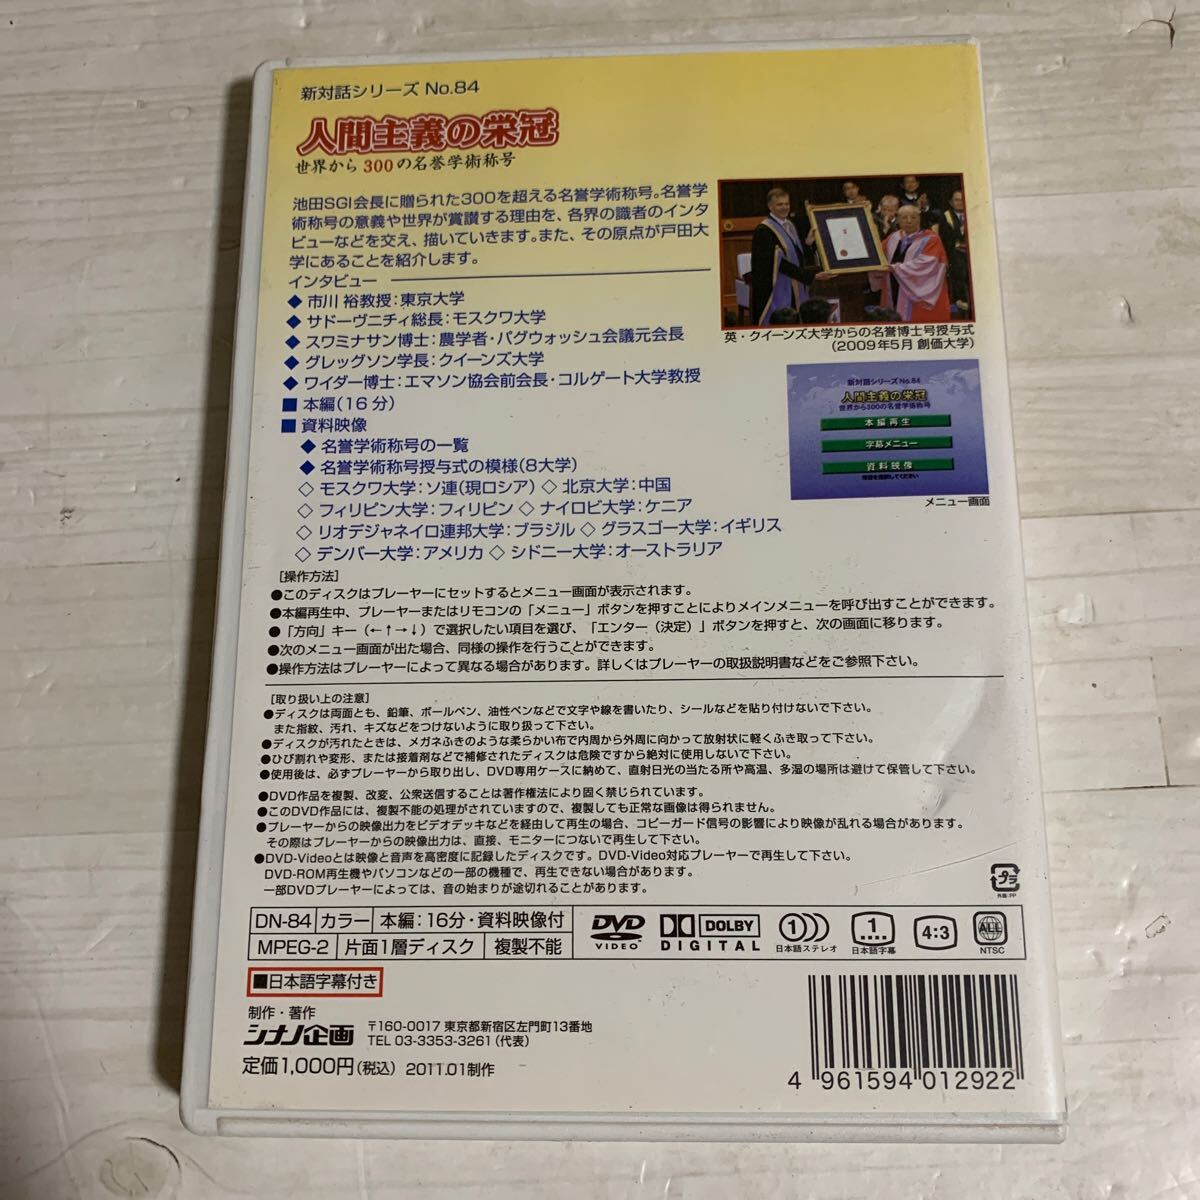 新対話シリーズ No.84
人間主義の栄冠
世界から300の名誉学術称号
池田SGI会長に贈られた300を超える名誉学術称号。名誉学
術称号の意義や世界が賞讃する理由を、各界の識者のインタ
ビューなどを交え、描いていきます。また、その原点が戸田大
学にあることを紹介します。
インタビュー
◆ 市川 裕教授：東京大学
◆ サドーヴニチィ総長：モスクワ大学
◆ スワミナサン博士：農学者・パグウォッシュ会議元会長
◆ グレッグソン学長：クイーンズ大学
◆ ワイダー博士：エマソン協会前会長・コルゲート大学教授
■ 本編（16分）
■ 資料映像
◆ 名誉学術称号の一覧
◆ 名誉学術称号授与式の模様（8大学）
◇ モスクワ大学：ソ連（現ロシア） ◇ 北京大学：中国
◇ フィリピン大学：フィリピン ◇ ナイロビ大学：ケニア
◇ リオデジャネイロ連邦大学：ブラジル ◇ グラスゴー大学：イギリス
◇ デンバー大学：アメリカ ◇ シドニー大学：オーストラリア
英・クイーンズ大学からの名誉博士号授与式
（2009年5月 創価大学）
新対話シリーズ No.84
人間主義の栄冠
世界から300の名誉学術称号
本編再生
字幕メニュー
資料映像
項目を選択してください
メニュー画面
［操作方法］
●このディスクはプレーヤーにセットするとメニュー画面が表示されます。
●本編再生中、プレーヤーまたはリモコンの「メニュー」ボタンを押すことによりメインメニューを呼び出すことができます。
●「方向」キー（←↑→↓）で選択したい項目を選び、「エンター（決定）」ボタンを押すと、次の画面に移ります。
●次のメニュー画面が出た場合、同様の操作を行うことができます。
●操作方法はプレーヤーによって異なる場合があります。詳しくはプレーヤーの取扱説明書などをご参照下さい。
［取り扱い上の注意］
●ディスクは両面とも、鉛筆、ボールペン、油性ペンなどで文字や線を書いたり、シールなどを貼り付けないで下さい。
また指紋、汚れ、キズなどをつけないように取り扱って下さい。
●ディスクが汚れたときは、メガネふきのような柔らかい布で内周から外周に向かって放射状に軽くふき取って下さい。
●ひび割れや変形、または接着剤などで補修されたディスクは危険ですから絶対に使用しないで下さい。
●使用後は、必ずプレーヤーから取り出し、DVD専用ケースに納めて、直射日光の当たる所や高温、多湿の場所は避けて保管して下さい。
●DVD作品を複製、改変、公衆送信することは著作権法により固く禁じられています。
●このDVD作品には、複製不能の処理がされていますので、複製しても正常な画像は得られません。
●プレーヤーからの映像出力をビデオデッキなどを経由して再生の場合、コピーガード信号の影響により映像が乱れる場合があります。
その際はプレーヤーからの映像出力は、直接、モニターにつないで再生して下さい。
●DVD-Videoとは映像と音声を高密度に記録したディスクです。DVD-Video対応プレーヤーで再生して下さい。
DVD-ROM再生機やパソコンなどの一部の機種で、再生できない場合があります。
一部DVDプレーヤーによっては、音の始まりが途切れることがあります。
プラ
外箱：PP
DN-84 カラー 本編：16分・資料映像付
MPEG-2 片面1層ディスク 複製不能
DVD VIDEO
DOLBY DIGITAL
1 日本語ステレオ
1 日本語字幕
4:3
ALL NTSC
■日本語字幕付き
制作・著作
シナノ企画
〒160-0017 東京都新宿区左門町13番地
TEL 03-3353-3261（代表）
定価1,000円（税込） 2011.01制作
4 961594 012922